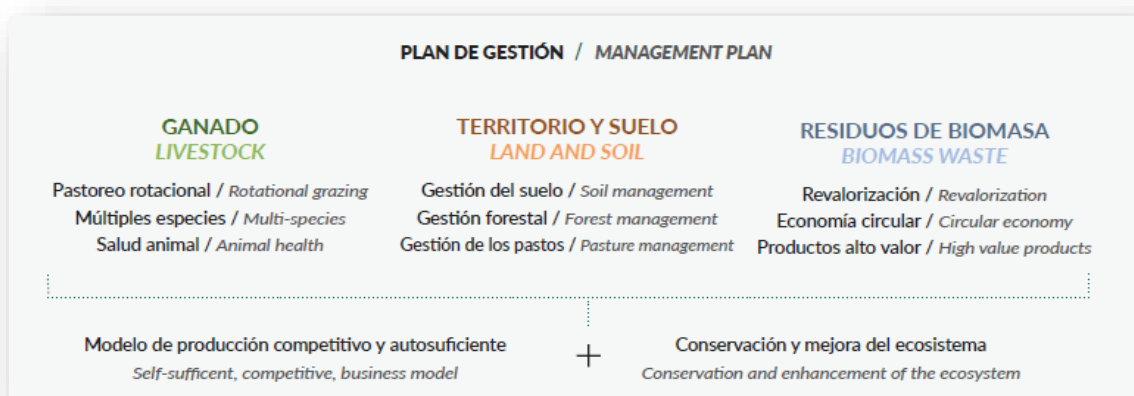 PLAN DE GESTIÓN / MANAGEMENT PLAN
GANADO
LIVESTOCK
Pastoreo rotacional / Rotational grazing
Múltiples especies / Multi-species
Salud animal / Animal health
TERRITORIO Y SUELO
LAND AND SOIL
Gestión del suelo / Soil management
Gestión forestal / Forest management
Gestión de los pastos / Pasture management
RESIDUOS DE BIOMASA
BIOMASS WASTE
Revalorización / Revalorization
Economía circular / Circular economy
Productos alto valor / High value products
Modelo de producción competitivo y autosuficiente
Self-sufficent, competitive, business model
+
Conservación y mejora del ecosistema
Conservation and enhancement of the ecosystem